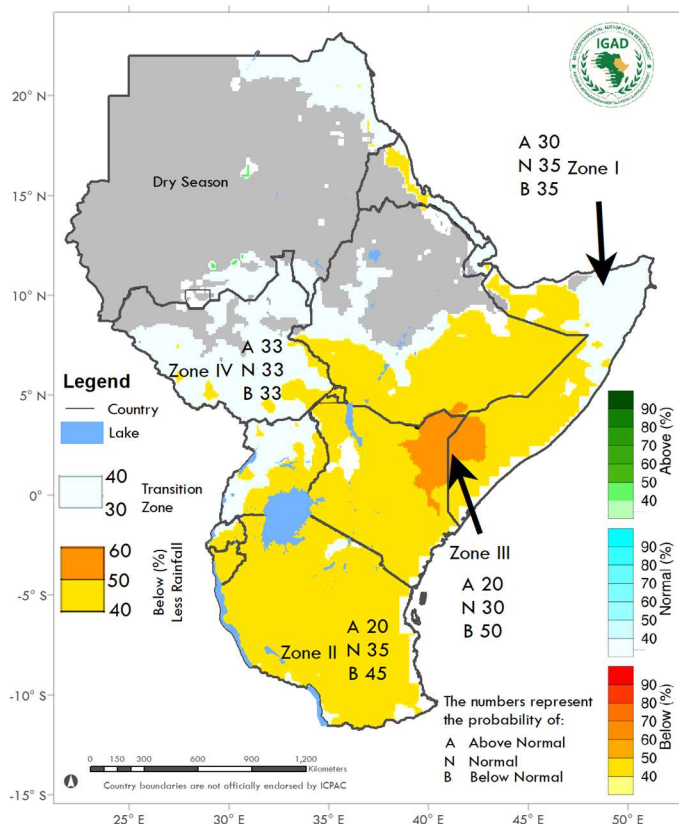 IGAD
20° N
15° N
10° N
5° N
0°
-5° S
-10° S
-15° S
25° E
30° E
35° E
40° E
45° E
50° E
Dry Season
A 30
N 35 Zone I
B 35
A 33
Zone IV N 33
B 33
Zone III
A 20
N 30
B 50
A 20
Zone II N 35
B 45
Legend
Country
Lake
40
30
Transition
Zone
60
50
40
Below (%)
Less Rainfall
90
80
70
60
50
40
Above (%)
90
80
70
60
50
40
Normal (%)
90
80
70
60
50
40
Below (%)
The numbers represent
the probability of:
A Above Normal
N Normal
B Below Normal
0 150 300 600 900 1,200
Kilometers
Country boundaries are not officially endorsed by ICPAC